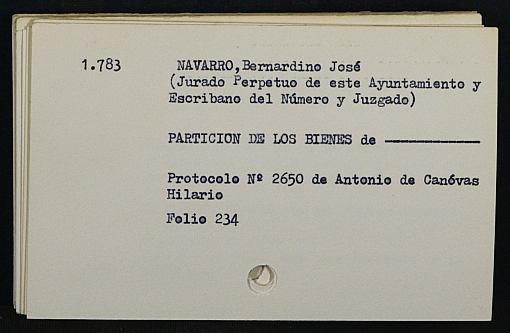 1.783 NAVARRO,Bernardino José
(Jurado Perpetuo de este Ayuntamiento y
Escribano del Número y Juzgado)
PARTICION DE LOS BIENES de ————————
Protocolo Nº 2650 de Antonio de Canóvas
Hilario
Folio 234